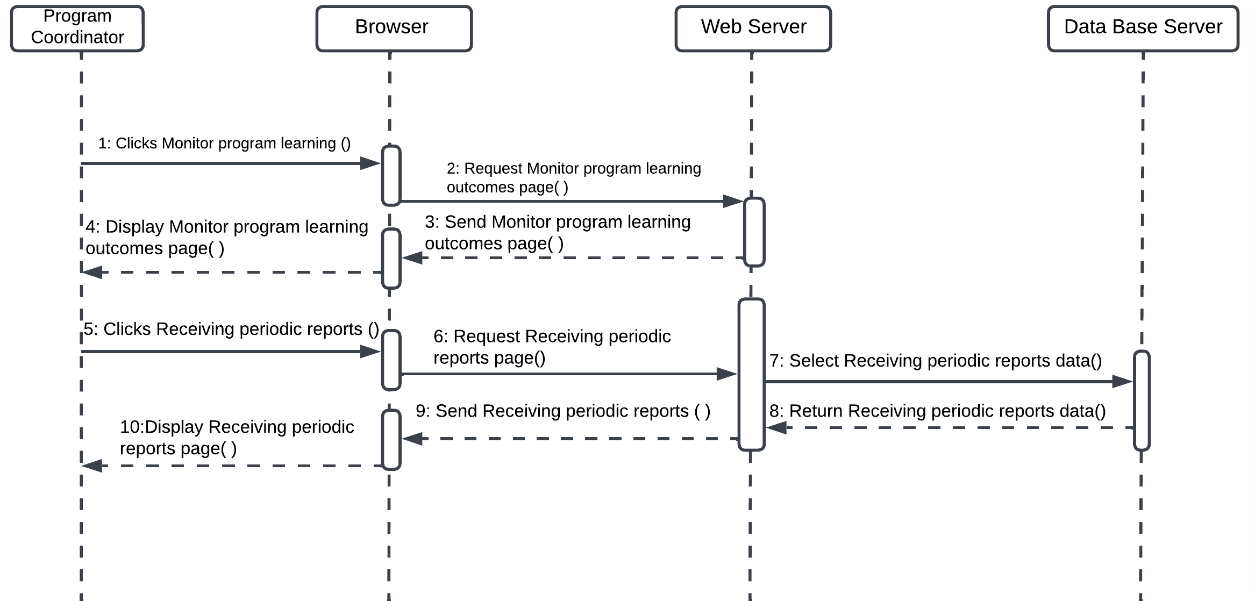 Program
Coordinator
Browser
Web Server
Data Base Server
1: Clicks Monitor program learning ()
2: Request Monitor program learning
outcomes page( )
3: Send Monitor program learning
outcomes page( )
4: Display Monitor program learning
outcomes page( )
5: Clicks Receiving periodic reports ()
6: Request Receiving periodic
reports page()
7: Select Receiving periodic reports data()
8: Return Receiving periodic reports data()
9: Send Receiving periodic reports ( )
10:Display Receiving periodic
reports page( )